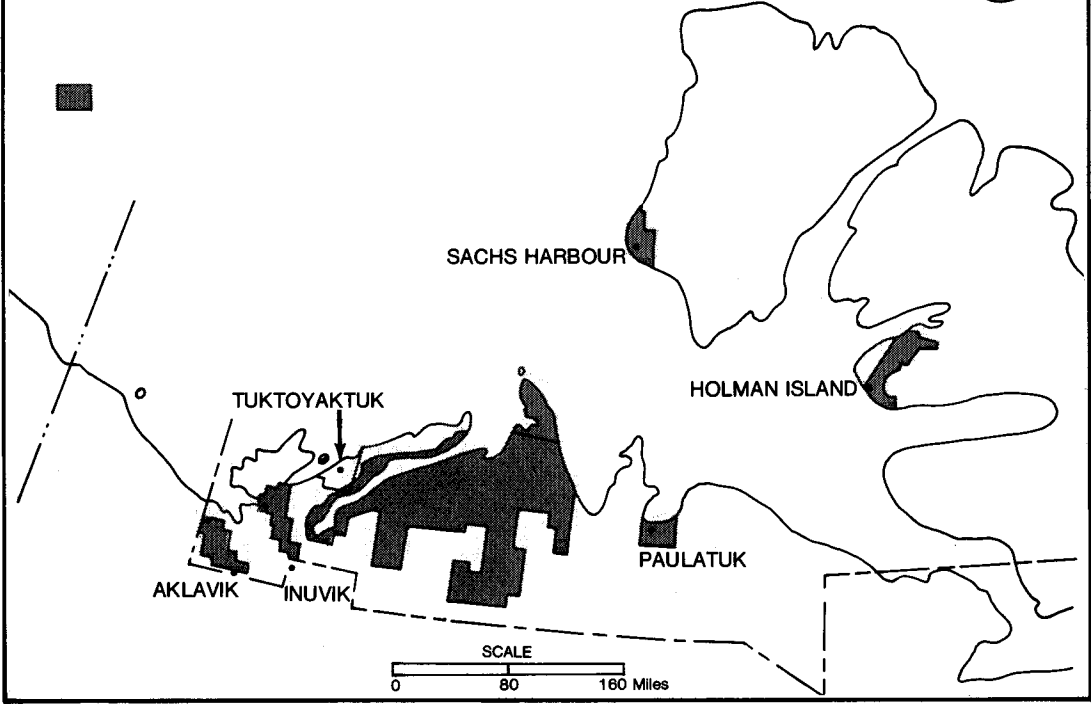 SACHS HARBOUR
HOLMAN ISLAND
TUKTOYAKTUK
PAULATUK
AKLAVIK
INUVIK
SCALE
0 80 160 Miles